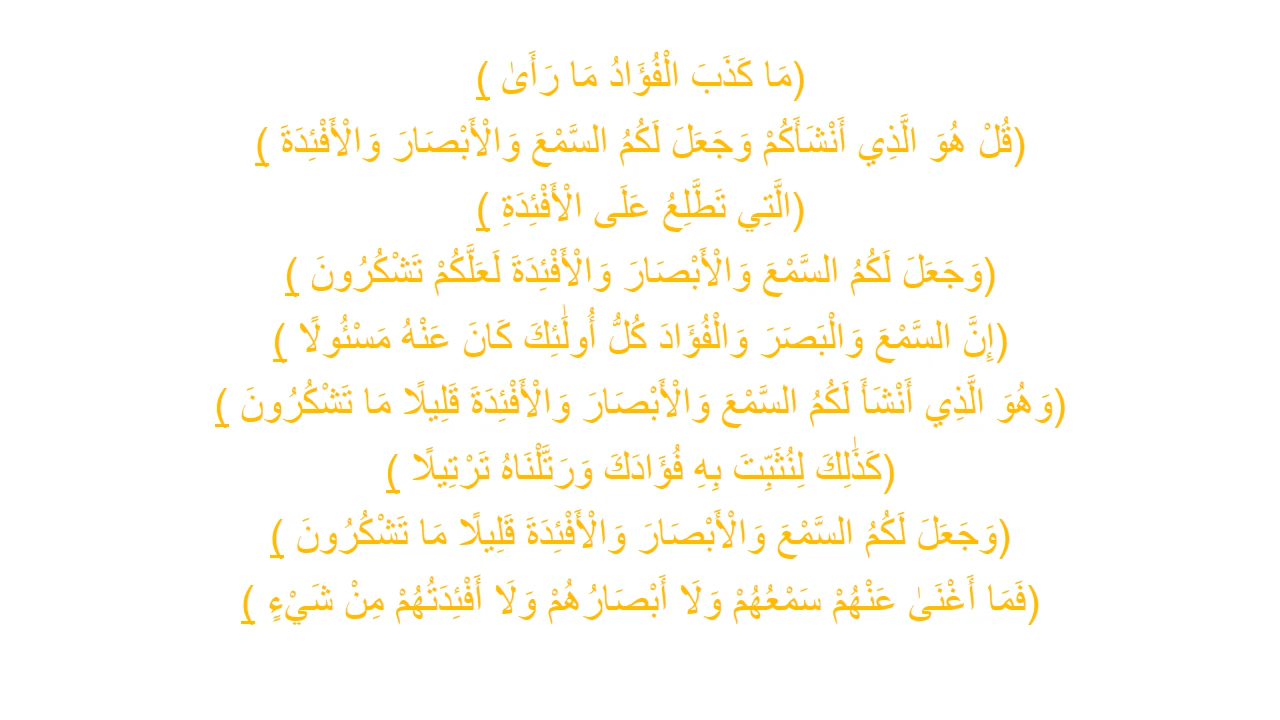 (مَا كَذَبَ الْفُؤَادُ مَا رَأَىٰ )
(قُلْ هُوَ الَّذِي أَنْشَأَكُمْ وَجَعَلَ لَكُمُ السَّمْعَ وَالْأَبْصَارَ وَالْأَفْئِدَةَ )
(الَّتِي تَطَّلِعُ عَلَى الْأَفْئِدَةِ )
(وَجَعَلَ لَكُمُ السَّمْعَ وَالْأَبْصَارَ وَالْأَفْئِدَةَ لَعَلَّكُمْ تَشْكُرُونَ )
(إِنَّ السَّمْعَ وَالْبَصَرَ وَالْفُؤَادَ كُلُّ أُولَٰئِكَ كَانَ عَنْهُ مَسْئُولًا )
(وَهُوَ الَّذِي أَنْشَأَ لَكُمُ السَّمْعَ وَالْأَبْصَارَ وَالْأَفْئِدَةَ قَلِيلًا مَا تَشْكُرُونَ )
(كَذَٰلِكَ لِنُثَبِّتَ بِهِ فُؤَادَكَ وَرَتَّلْنَاهُ تَرْتِيلًا )
(وَجَعَلَ لَكُمُ السَّمْعَ وَالْأَبْصَارَ وَالْأَفْئِدَةَ قَلِيلًا مَا تَشْكُرُونَ )
(فَمَا أَغْنَىٰ عَنْهُمْ سَمْعُهُمْ وَلَا أَبْصَارُهُمْ وَلَا أَفْئِدَتُهُمْ مِنْ شَيْءٍ )